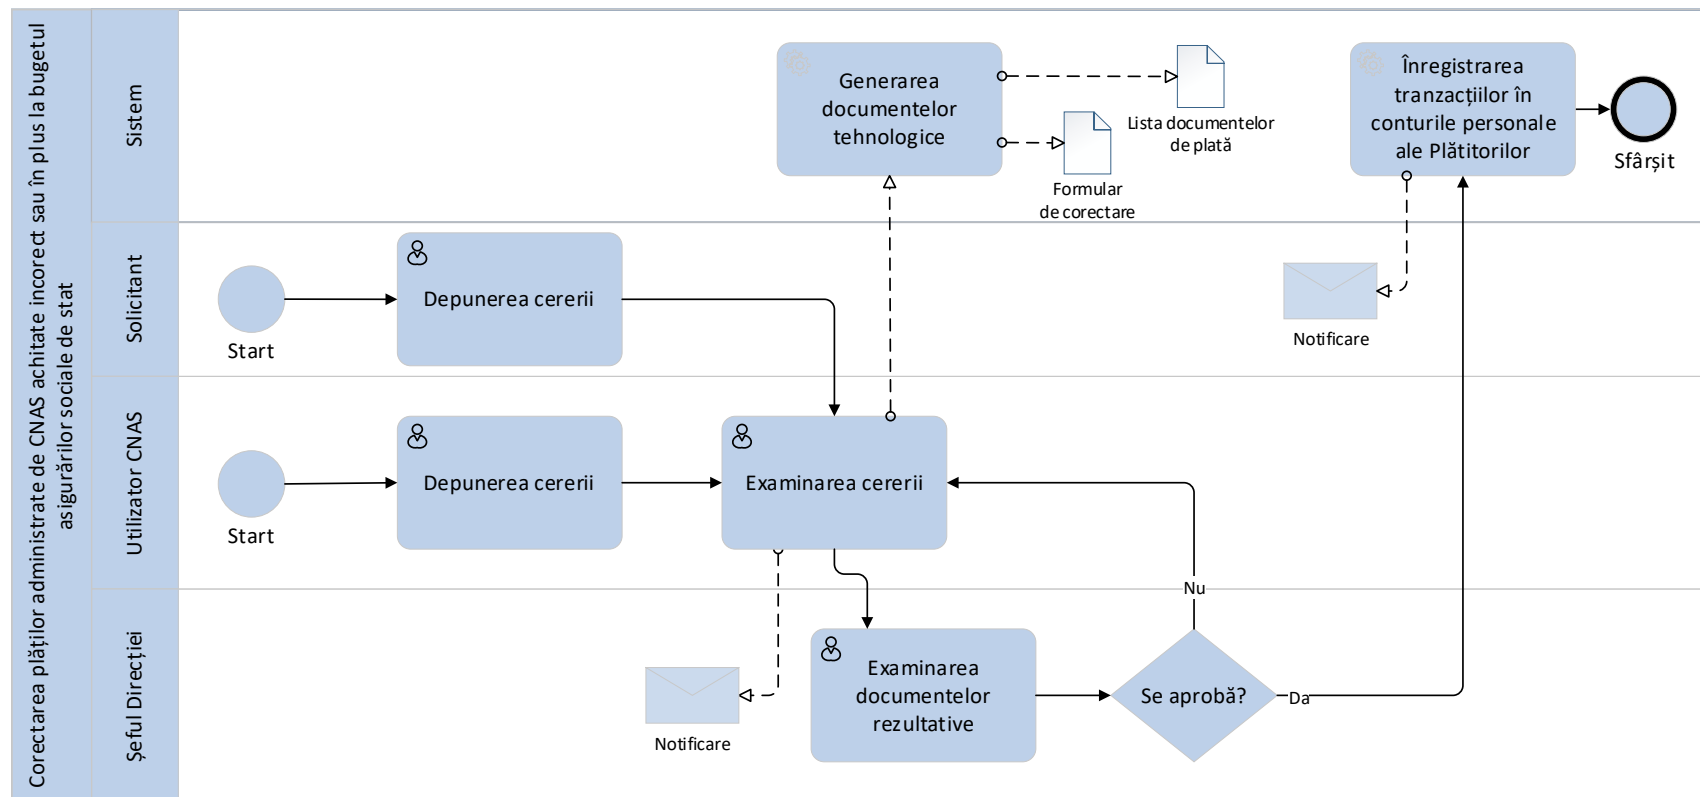 Corectarea plăților administrate de CNAS achitate incorect sau în plus la bugetul
asigurărilor sociale de stat
Sistem
Generarea
documentelor
tehnologice
Lista documentelor
de plată
Formular
de corectare
Înregistrarea
tranzacțiilor în
conturile personale
ale Plătitorilor
Sfârșit
Solicitant
Start
Depunerea cererii
Notificare
Utilizator CNAS
Start
Depunerea cererii
Examinarea cererii
Nu
Șeful Direcției
Notificare
Examinarea
documentelor
rezultative
Se aprobă?
Da